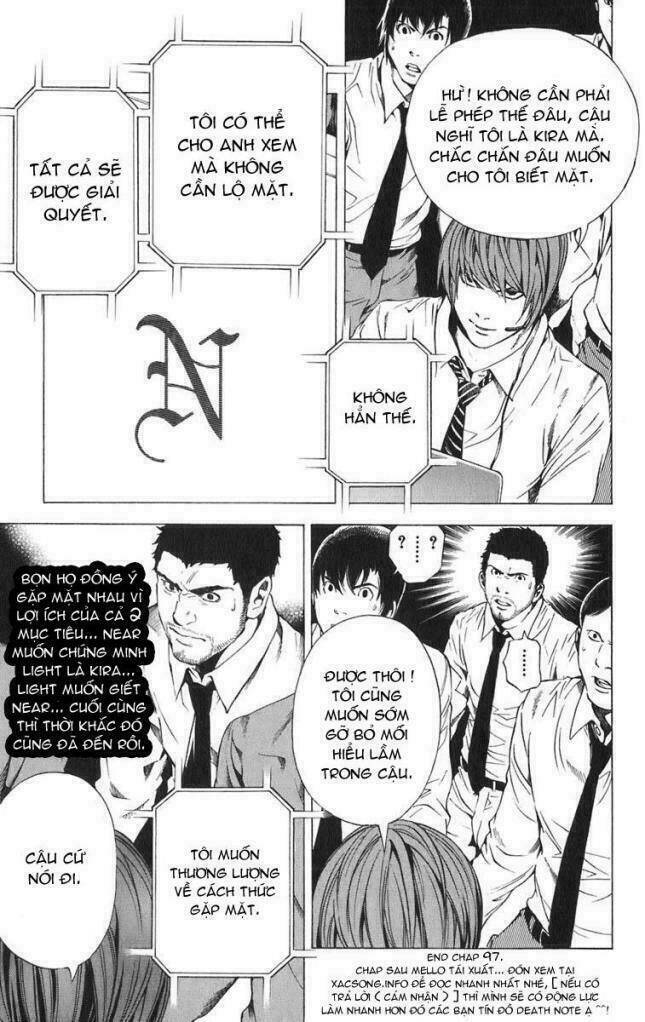 HỪ! KHÔNG CẦN PHẢI
LỄ PHÉP THẾ ĐÂU, CẬU
NGHĨ TÔI LÀ KIRA MÀ.
CHẮC CHẮN ĐÂU MUỐN
CHO TÔI BIẾT MẶT.
TÔI CÓ THỂ
CHO ANH XEM
MÀ KHÔNG
CẦN LỘ MẶT.
TẤT CẢ SẼ
ĐƯỢC GIẢI
QUYẾT.
N
KHÔNG
HẲN THẾ.
? ...... ?
......
ĐƯỢC THÔI!
TÔI CŨNG
MUỐN SỚM
GỠ BỎ MỐI
HIỂU LẦM
TRONG CẬU.
BỌN HỌ ĐỒNG Ý
GẶP MẶT NHAU VÌ
LỢI ÍCH CỦA CẢ 2
MỤC TIÊU... NEAR
MUỐN CHỨNG MINH
LIGHT LÀ KIRA...
LIGHT MUỐN GIẾT
NEAR... CUỐI CÙNG
THÌ THỜI KHẮC ĐÓ
CŨNG ĐÃ ĐẾN RỒI.
TÔI MUỐN
THƯƠNG LƯỢNG
VỀ CÁCH THỨC
GẶP MẶT.
CẬU CỨ
NÓI ĐI.
END CHAP 97.
CHAP SAU MELLO TÁI XUẤT... ĐÓN XEM TẠI
XACSONG.INFO ĐỂ ĐỌC NHANH NHẤT NHÉ, [ NẾU CÓ
TRẢ LỜI ( CẢM NHẬN ) ] THÌ MÌNH SẼ CÓ ĐỘNG LỰC
LÀM NHANH HƠN ĐÓ CÁC BẠN TÍN ĐỒ DEATH NOTE Ạ ^^!